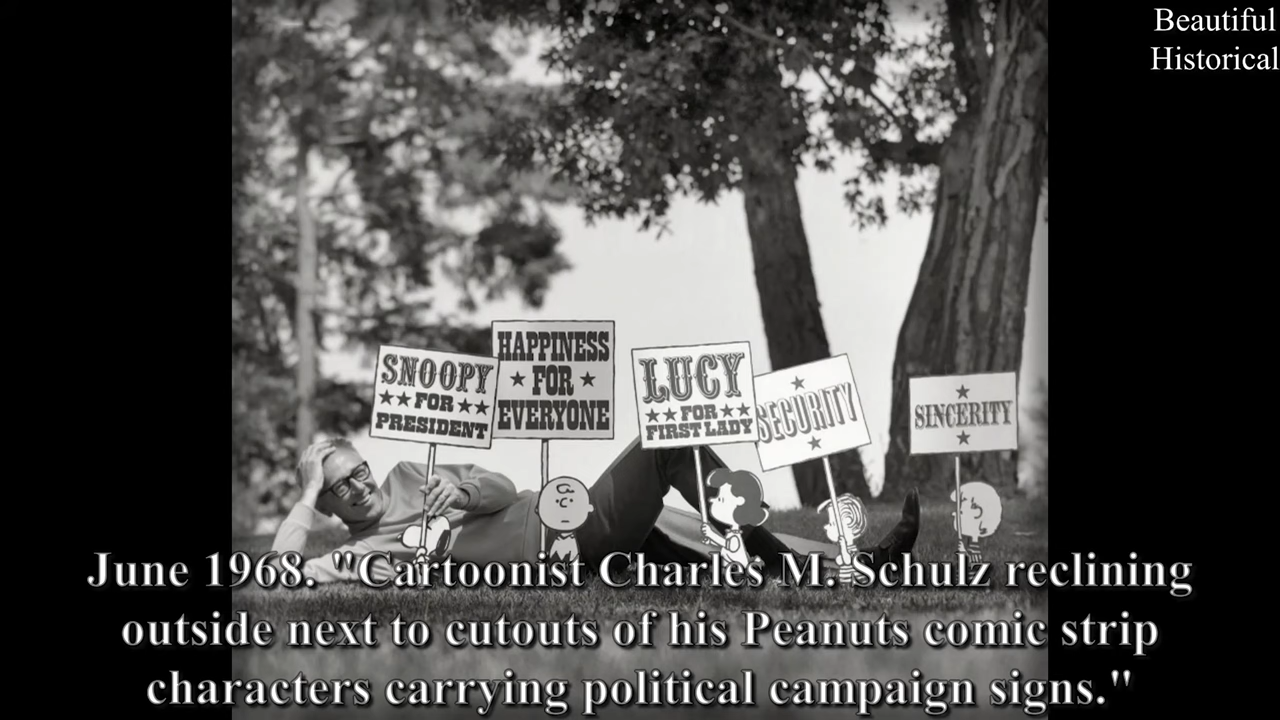 Beautiful
Historical
SNOOPY
FOR
PRESIDENT
HAPPINESS
FOR
EVERYONE
LUCY
FOR
FIRST LADY
SECURITY
SINCERITY
June 1968. "Cartoonist Charles M. Schulz reclining
outside next to cutouts of his Peanuts comic strip
characters carrying political campaign signs."